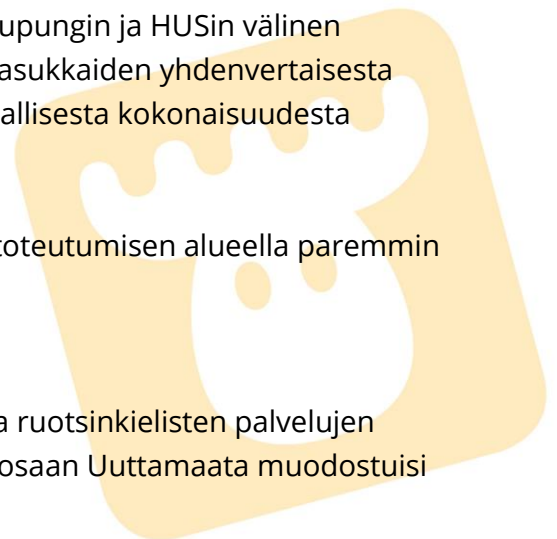 upungin ja HUSin välinen
asukkaiden yhdenvertaisesta
allisesta kokonaisuudesta
toteutumisen alueella paremmin
a ruotsinkielisten palvelujen
osaan Uuttamaata muodostuisi